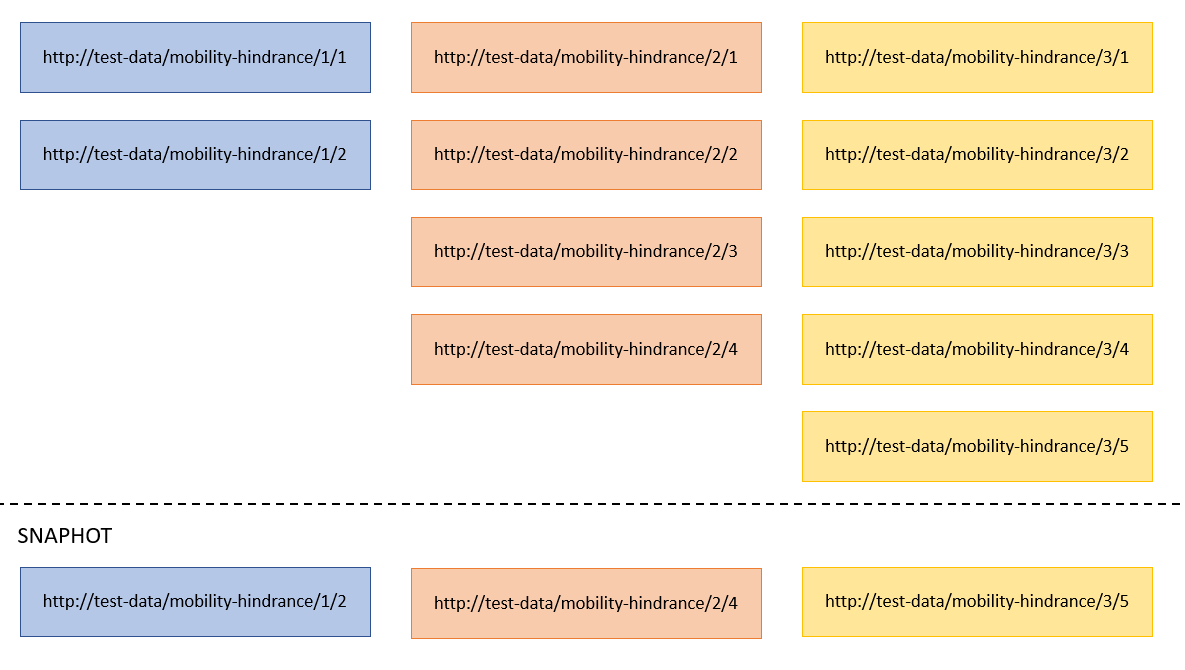 http://test-data/mobility-hindrance/1/1
http://test-data/mobility-hindrance/2/1
http://test-data/mobility-hindrance/3/1
http://test-data/mobility-hindrance/1/2
http://test-data/mobility-hindrance/2/2
http://test-data/mobility-hindrance/3/2
http://test-data/mobility-hindrance/2/3
http://test-data/mobility-hindrance/3/3
http://test-data/mobility-hindrance/2/4
http://test-data/mobility-hindrance/3/4
http://test-data/mobility-hindrance/3/5
SNAPHOT
http://test-data/mobility-hindrance/1/2
http://test-data/mobility-hindrance/2/4
http://test-data/mobility-hindrance/3/5